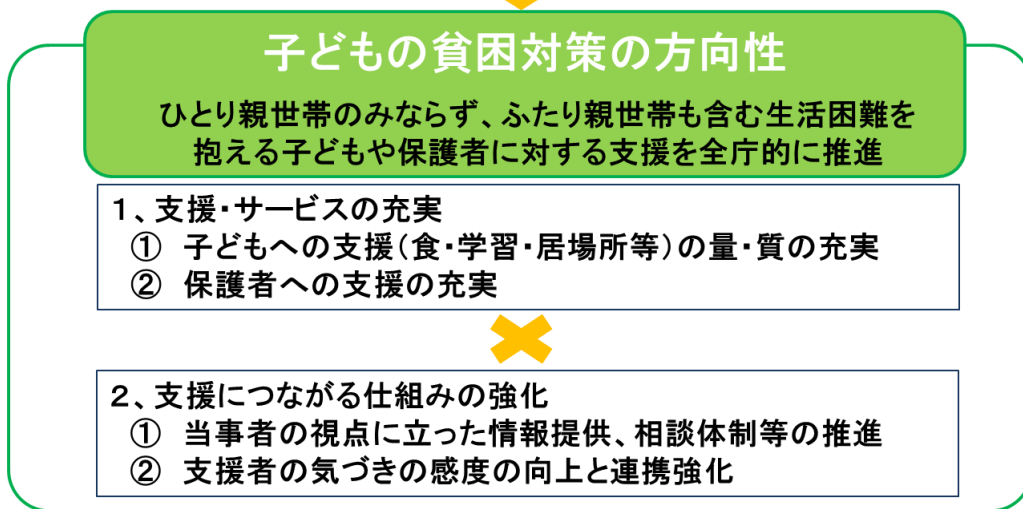 子どもの貧困対策の方向性
ひとり親世帯のみならず、ふたり親世帯も含む生活困難を
抱える子どもや保護者に対する支援を全庁的に推進
1、支援・サービスの充実
① 子どもへの支援(食・学習・居場所等)の量・質の充実
② 保護者への支援の充実
2、支援につながる仕組みの強化
① 当事者の視点に立った情報提供、相談体制等の推進
② 支援者の気づきの感度の向上と連携強化